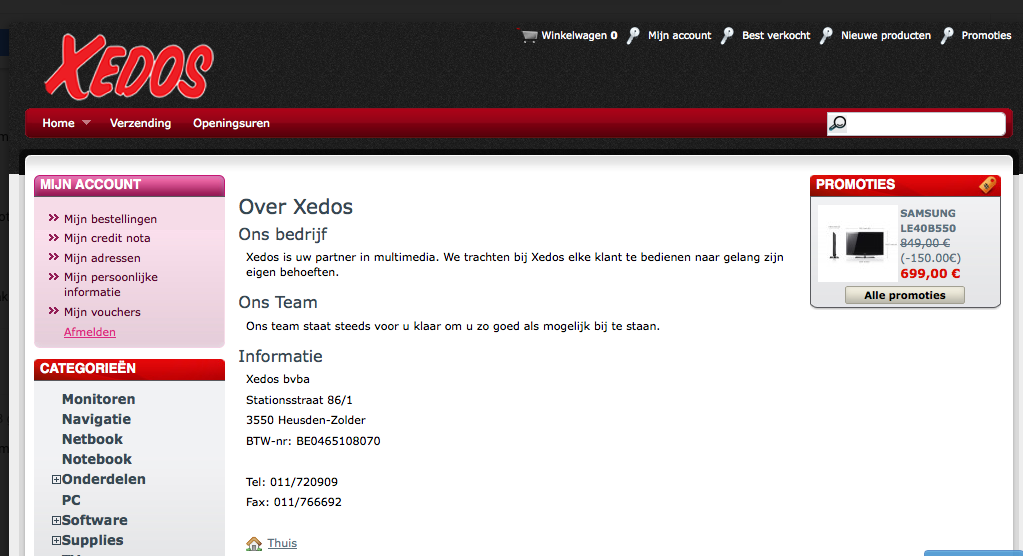 XEDOS
Winkelwagen 0 Mijn account Best verkocht Nieuwe producten Promoties
Home Verzending Openingsuren
MIJN ACCOUNT
Mijn bestellingen
Mijn credit nota
Mijn adressen
Mijn persoonlijke
informatie
Mijn vouchers
Afmelden
CATEGORIEËN
Monitoren
Navigatie
Netbook
Notebook
Onderdelen
PC
Software
Supplies
Over Xedos
Ons bedrijf
Xedos is uw partner in multimedia. We trachten bij Xedos elke klant te bedienen naar gelang zijn
eigen behoeften.
Ons Team
Ons team staat steeds voor u klaar om u zo goed als mogelijk bij te staan.
Informatie
Xedos bvba
Stationsstraat 86/1
3550 Heusden-Zolder
BTW-nr: BE0465108070
Tel: 011/720909
Fax: 011/766692
Thuis
PROMOTIES
SAMSUNG
LE40B550
849,00 €
(-150.00€)
699,00 €
Alle promoties